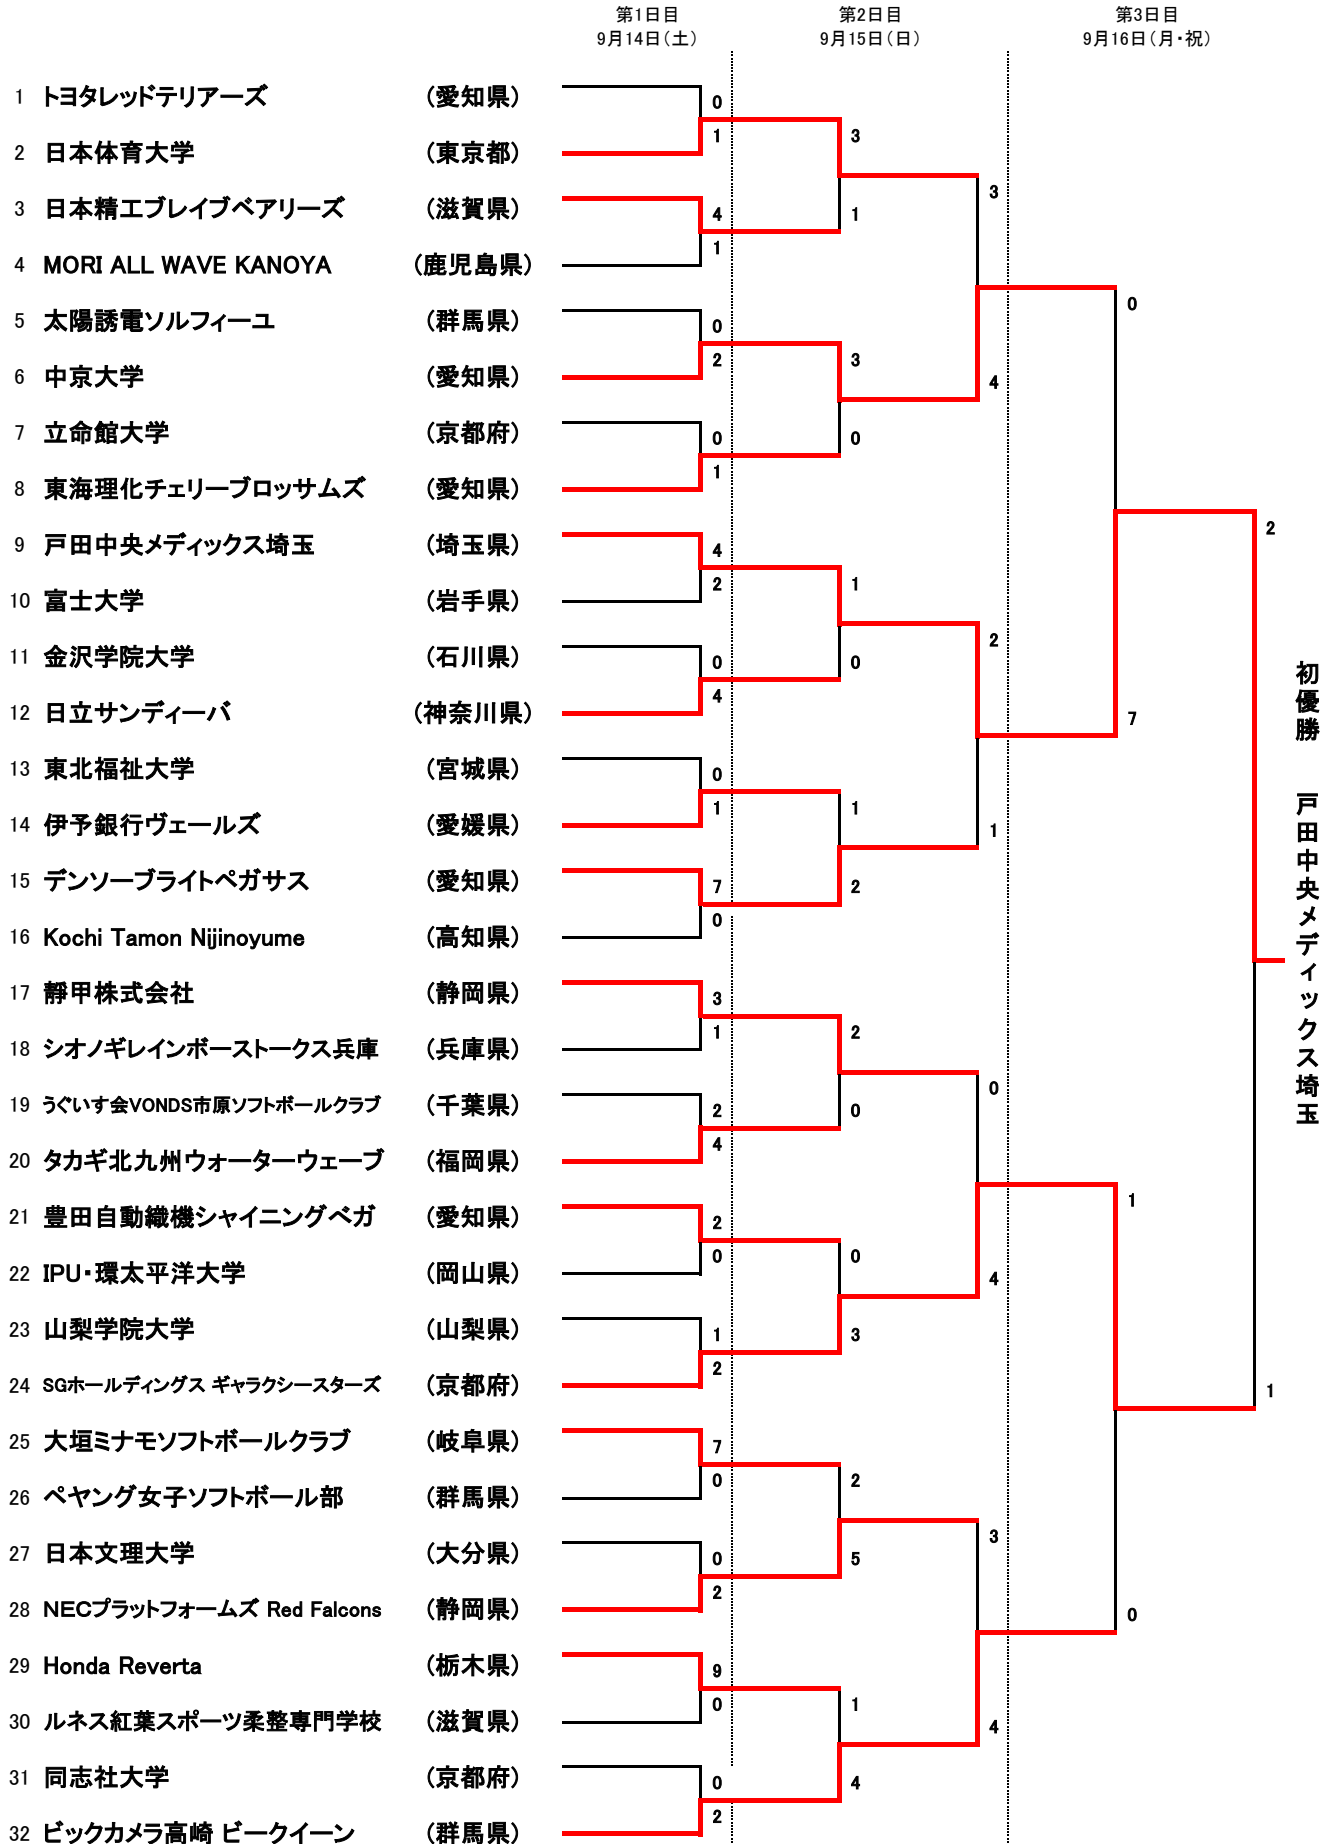 第1日目 第2日目 第3日目
9月14日(土) 9月15日(日) 9月16日(月・祝)
1 トヨタレッドテリアーズ (愛知県)
0
1
3
2 日本体育大学 (東京都)
3
3 日本精工ブレイブベアリーズ (滋賀県)
4
1
1
4 MORI ALL WAVE KANOYA (鹿児島県)
0
5 太陽誘電ソルフィーユ (群馬県)
0
2
3
6 中京大学 (愛知県)
4
7 立命館大学 (京都府)
0
0
1
8 東海理化チェリーブロッサムズ (愛知県)
2
9 戸田中央メディックス埼玉 (埼玉県)
4
2
1
10 富士大学 (岩手県)
2
11 金沢学院大学 (石川県)
0
0
4
12 日立サンディーバ (神奈川県)
7
13 東北福祉大学 (宮城県)
0
1
1
14 伊予銀行ヴェールズ (愛媛県)
1
15 デンソーブライトペガサス (愛知県)
7
2
0
16 Kochi Tamon Nijinoyume (高知県)
初優勝 戸田中央メディックス埼玉
17 靜甲株式会社 (静岡県)
3
1
2
18 シオノギレインボーストークス兵庫 (兵庫県)
0
19 うぐいす会VONDS市原ソフトボールクラブ (千葉県)
2
0
4
20 タカギ北九州ウォーターウェーブ (福岡県)
1
21 豊田自動織機シャイニングベガ (愛知県)
2
0
0
22 IPU・環太平洋大学 (岡山県)
4
23 山梨学院大学 (山梨県)
1
3
2
24 SGホールディングス ギャラクシースターズ (京都府)
1
25 大垣ミナモソフトボールクラブ (岐阜県)
7
0
2
26 ペヤング女子ソフトボール部 (群馬県)
3
27 日本文理大学 (大分県)
0
5
2
28 NECプラットフォームズ Red Falcons (静岡県)
0
29 Honda Reverta (栃木県)
9
0
1
30 ルネス紅葉スポーツ柔整専門学校 (滋賀県)
4
31 同志社大学 (京都府)
0
4
2
32 ビックカメラ高崎 ビークイーン (群馬県)